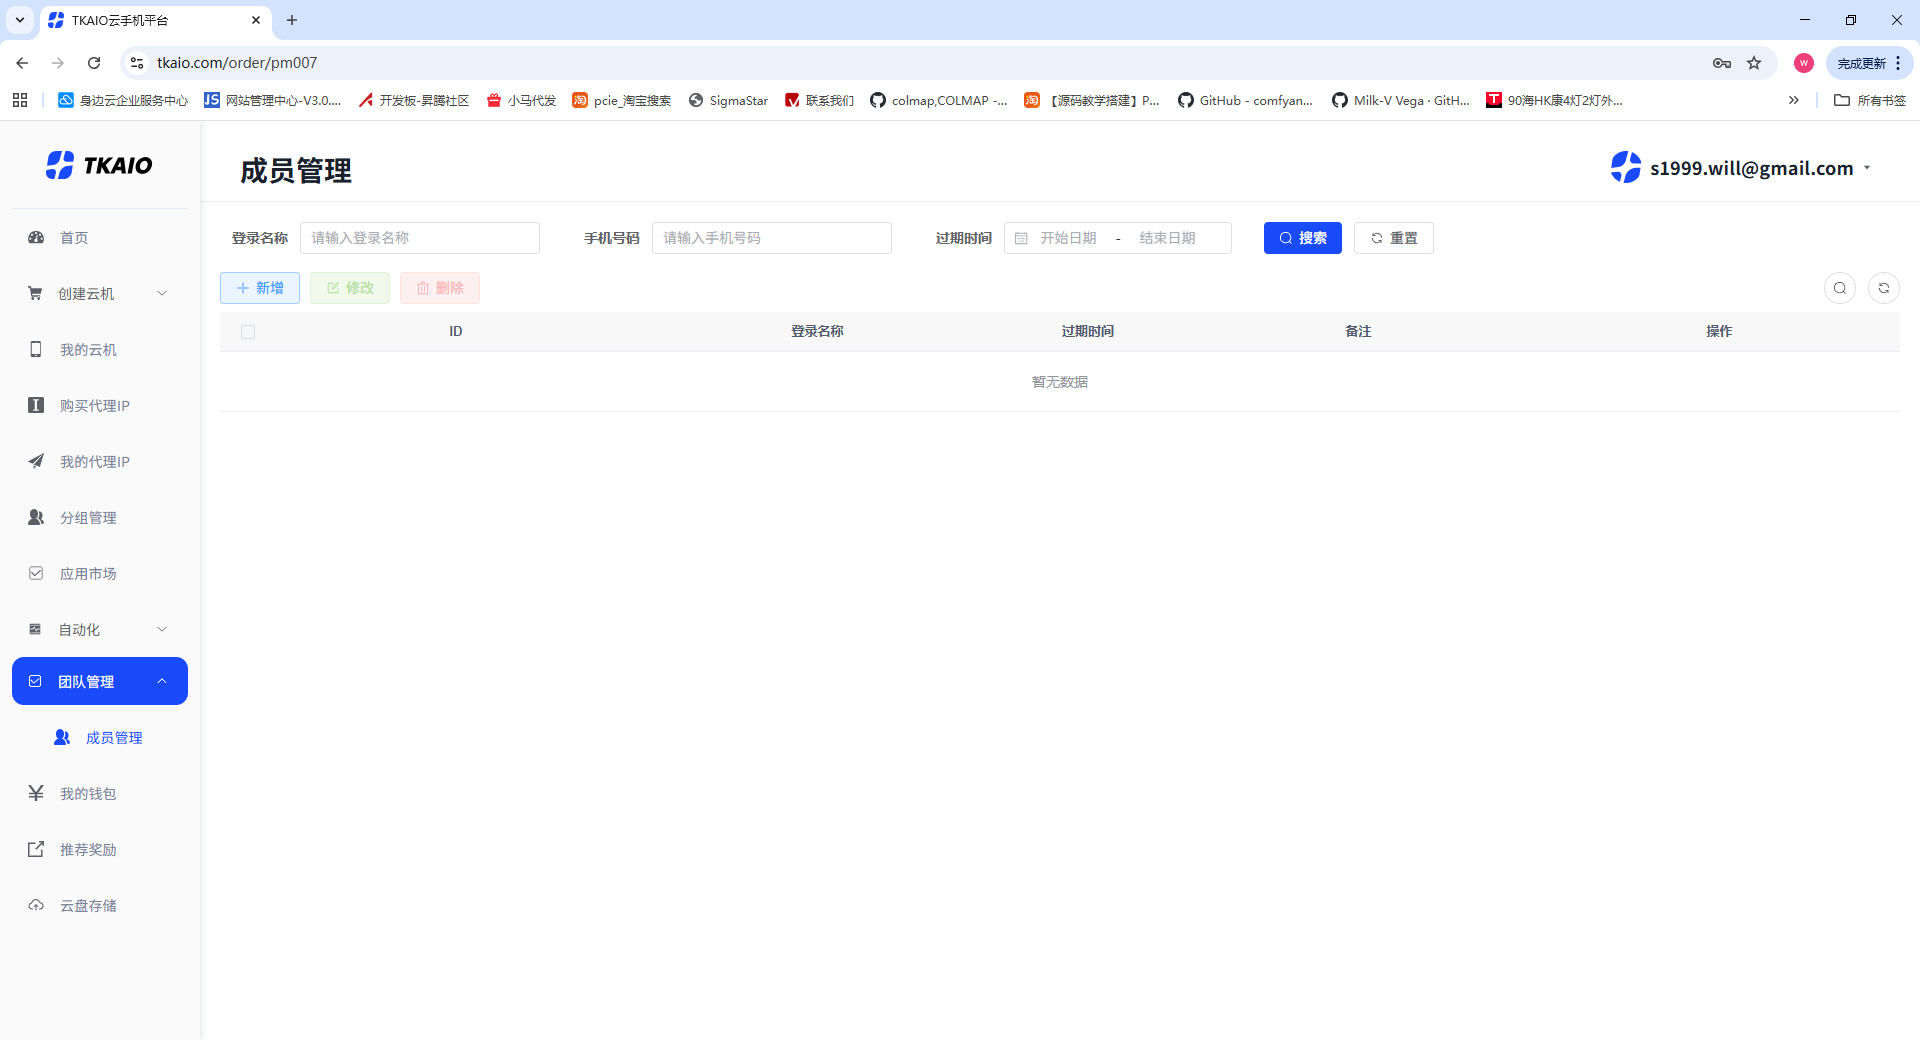 TKAIO云手机平台
tkaio.com/order/pm007
w
完成更新
身边云企业服务中心
网站管理中心-V3.0....
开发板-昇腾社区
小马代发
pcie_淘宝搜索
SigmaStar
联系我们
colmap,COLMAP -...
【源码教学搭建】P...
GitHub - comfyan...
Milk-V Vega · GitH...
90海HK康4灯2灯外...
所有书签
TKAIO
成员管理
s1999.will@gmail.com
首页
创建云机
我的云机
购买代理IP
我的代理IP
分组管理
应用市场
自动化
团队管理
成员管理
我的钱包
推荐奖励
云盘存储
登录名称 请输入登录名称 手机号码 请输入手机号码 过期时间 开始日期 - 结束日期 搜索 重置
新增 修改 删除
ID 登录名称 过期时间 备注 操作
暂无数据